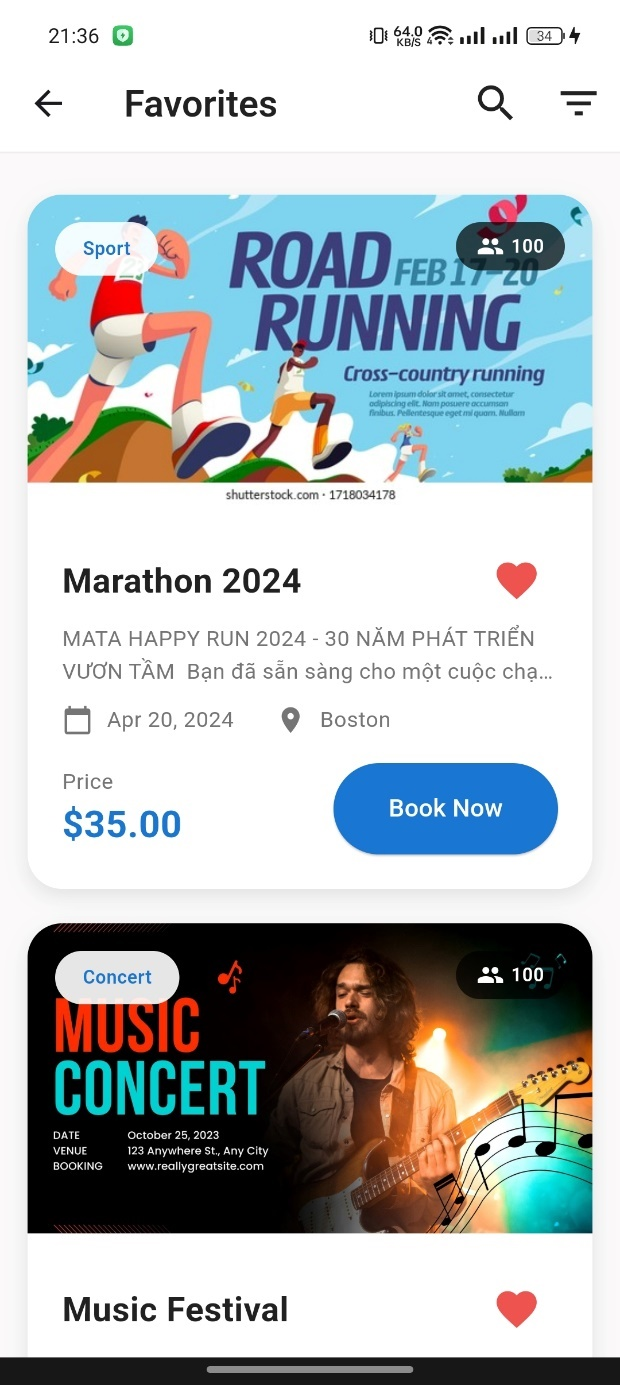 21:36
64.0
KB/S
4
34
Favorites
Sport
100
ROAD
FEB 17-20
RUNNING
Cross-country running
Lorem ipsum dolor sit amet, consectetur
adipiscing elit. Nam posuere accumsan
finibus. Pellentesque eget mi quam. Nullam
shutterstock.com · 1718034178
Marathon 2024
MATA HAPPY RUN 2024 - 30 NĂM PHÁT TRIỂN
VƯƠN TẦM  Bạn đã sẵn sàng cho một cuộc chạ...
Apr 20, 2024
Boston
Price
$35.00
Book Now
Concert
100
MUSIC
CONCERT
DATE October 25, 2023
VENUE 123 Anywhere St., Any City
BOOKING www.reallygreatsite.com
Music Festival